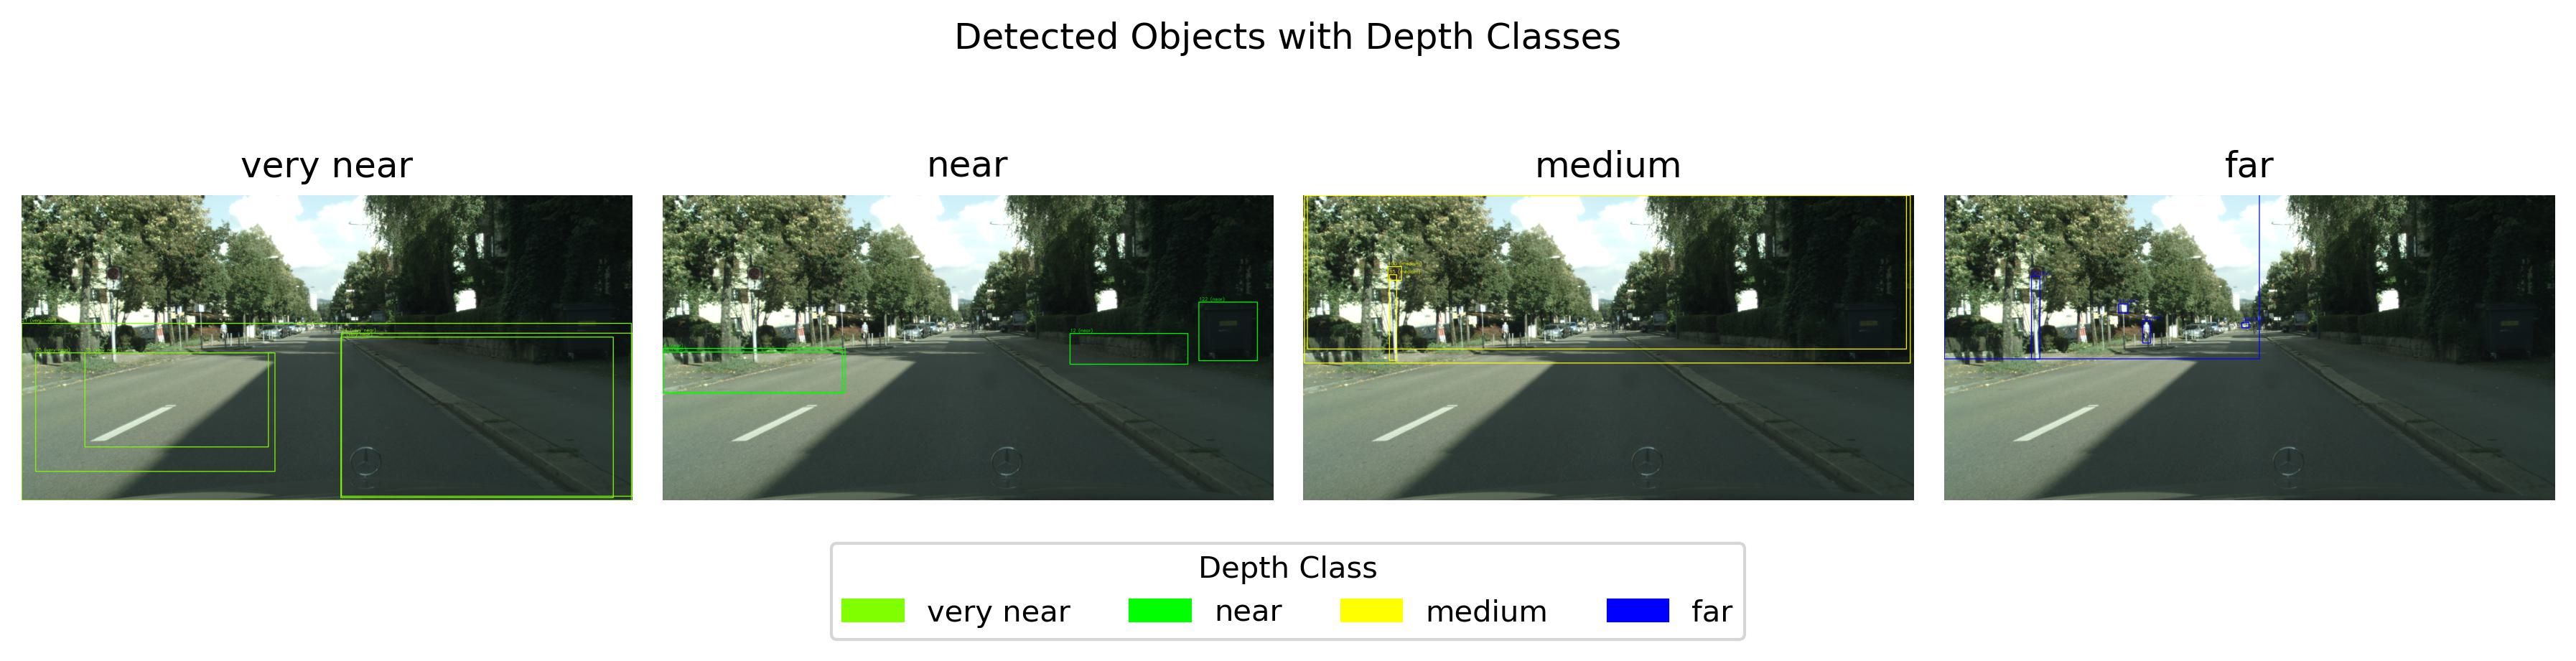 Detected Objects with Depth Classes
very near
near
medium
far
Depth Class
very near
near
medium
far